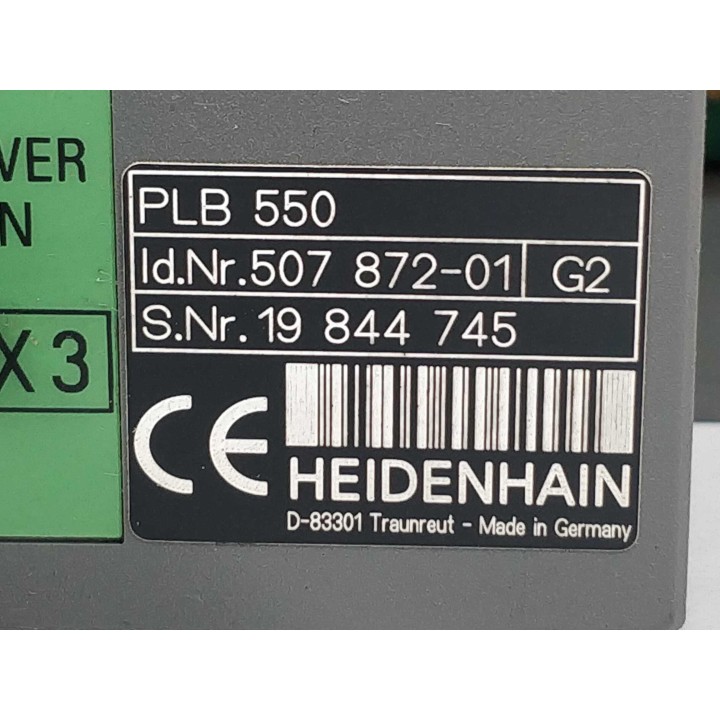 VER
N
X 3
PLB 550
Id.Nr.507 872-01 G2
S.Nr.19 844 745
CE
HEIDENHAIN
D-83301 Traunreut - Made in Germany